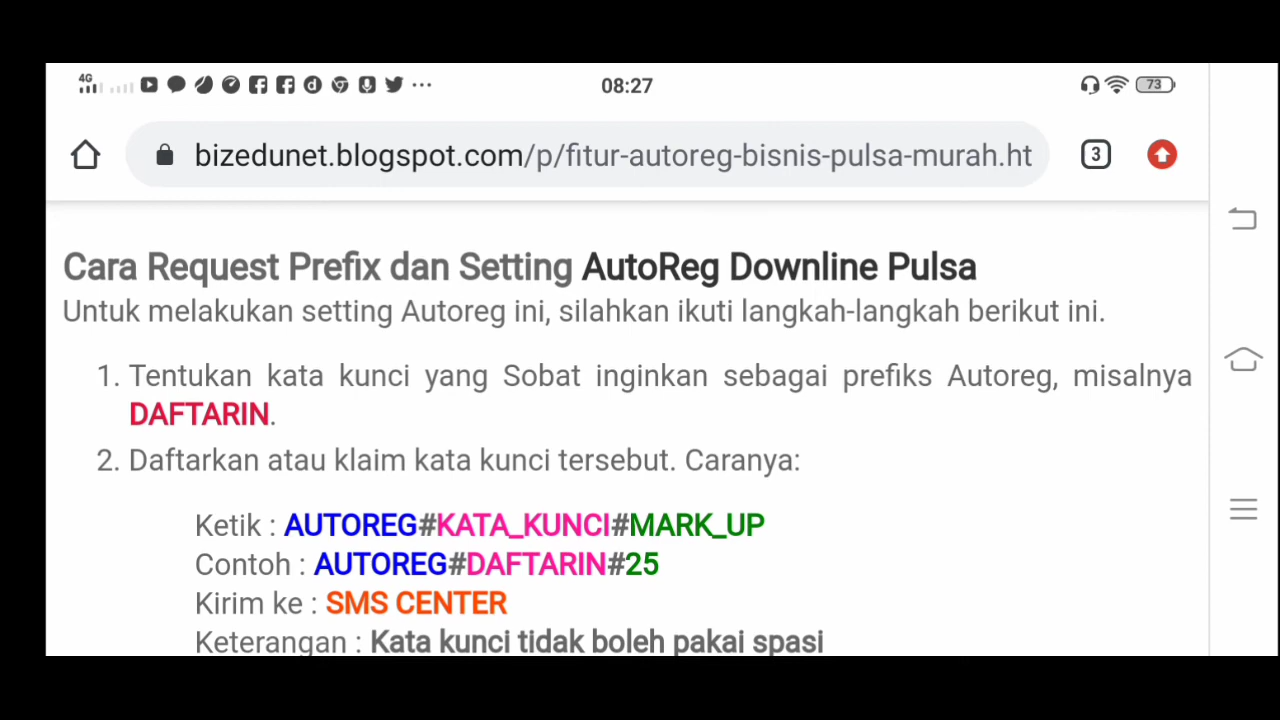 4G
08:27
73
bizedunet.blogspot.com/p/fitur-autoreg-bisnis-pulsa-murah.ht
3
Cara Request Prefix dan Setting AutoReg Downline Pulsa
Untuk melakukan setting Autoreg ini, silahkan ikuti langkah-langkah berikut ini.
1. Tentukan kata kunci yang Sobat inginkan sebagai prefiks Autoreg, misalnya
DAFTARIN.
2. Daftarkan atau klaim kata kunci tersebut. Caranya:
Ketik : AUTOREG#KATA_KUNCI#MARK_UP
Contoh : AUTOREG#DAFTARIN#25
Kirim ke : SMS CENTER
Keterangan : Kata kunci tidak boleh pakai spasi